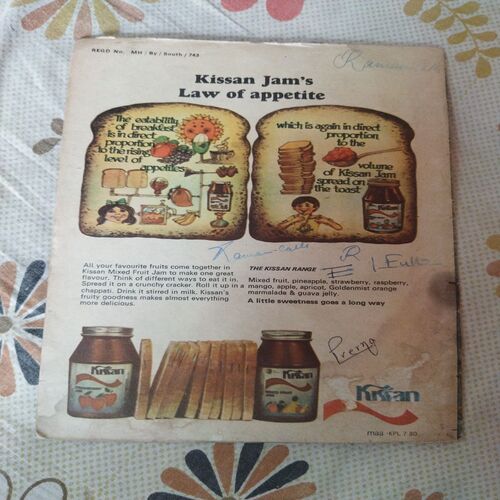 REGD No. MH / By / South / 743
Kissan Jam's
Law of appetite
The eatability
of breakfast
is in direct
proportion
to the rising
level of
appetites
which is again in direct
proportion
to the
volume
of Kissan Jam
spread on
the toast
All your favourite fruits come together in
Kissan Mixed Fruit Jam to make one great
flavour. Think of different ways to eat it in.
Spread it on a crunchy cracker. Roll it up in a
chappati. Drink it stirred in milk. Kissan's
fruity goodness makes almost everything
more delicious.
THE KISSAN RANGE
Mixed fruit, pineapple, strawberry, raspberry,
mango, apple, apricot, Goldenmist orange
marmalade & guava jelly.
A little sweetness goes a long way
Prerna
Kissan
Kissan
Kissan
maa -KPL 7 80